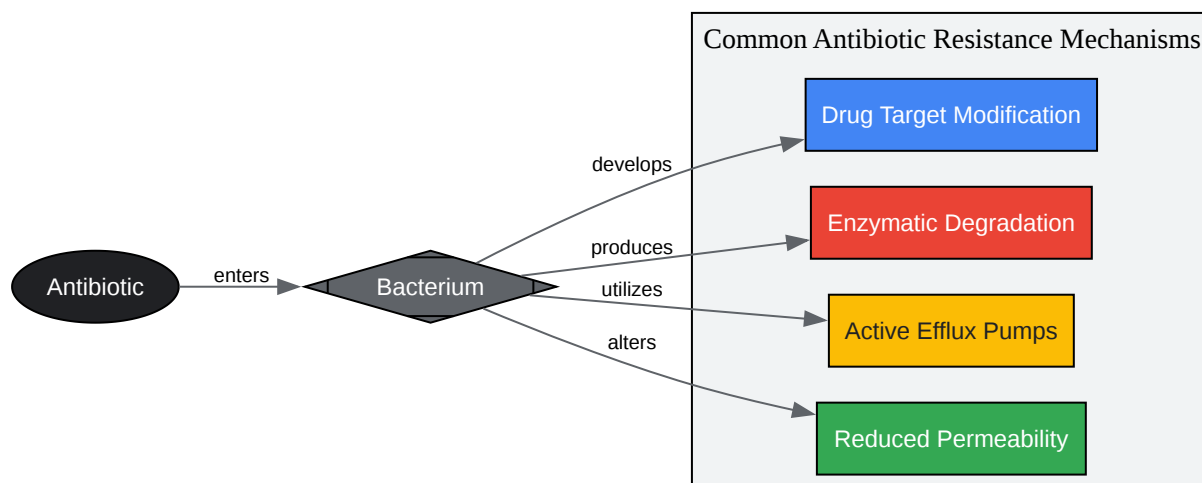 Common Antibiotic Resistance Mechanisms
Drug Target Modification
develops
Enzymatic Degradation
produces
Antibiotic
enters
Bacterium
utilizes
Active Efflux Pumps
alters
Reduced Permeability